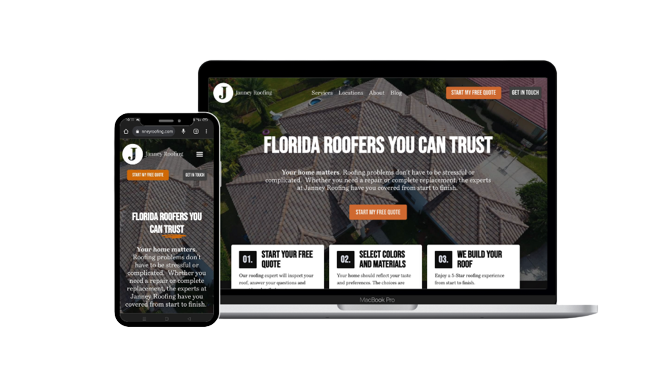 J Janney Roofing
Services Locations About Blog
START MY FREE QUOTE
GET IN TOUCH
FLORIDA ROOFERS YOU CAN TRUST
Your home matters. Roofing problems don't have to be stressful or
complicated. Whether you need a repair or complete replacement, the experts
at Janney Roofing have you covered from start to finish.
START MY FREE QUOTE
01. START YOUR FREE
QUOTE
Our roofing expert will inspect your
roof, answer your questions and
02. SELECT COLORS
AND MATERIALS
Your home should reflect your taste
and preferences. The choices are
03. WE BUILD YOUR
ROOF
Enjoy a 5-Star roofing experience
from start to finish.
MacBook Pro
neyroofing.com
J Janney Roofing
START MY FREE QUOTE
GET IN TOUCH
FLORIDA ROOFERS YOU
CAN TRUST
Your home matters.
Roofing problems don't
have to be stressful or
complicated. Whether you
need a repair or complete
replacement, the experts at
Janney Roofing have you
covered from start to finish.